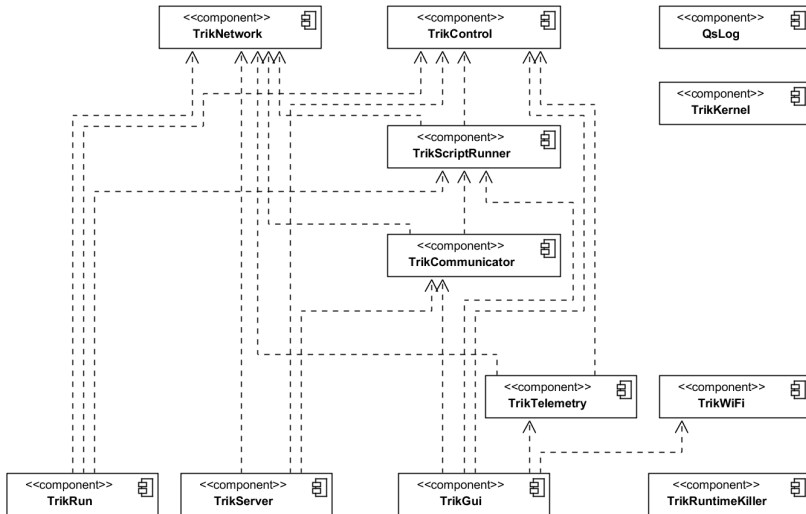 <<component>>
TrikNetwork
<<component>>
TrikControl
<<component>>
QsLog
<<component>>
TrikKernel
<<component>>
TrikScriptRunner
<<component>>
TrikCommunicator
<<component>>
TrikTelemetry
<<component>>
TrikWiFi
<<component>>
TrikRun
<<component>>
TrikServer
<<component>>
TrikGui
<<component>>
TrikRuntimeKiller